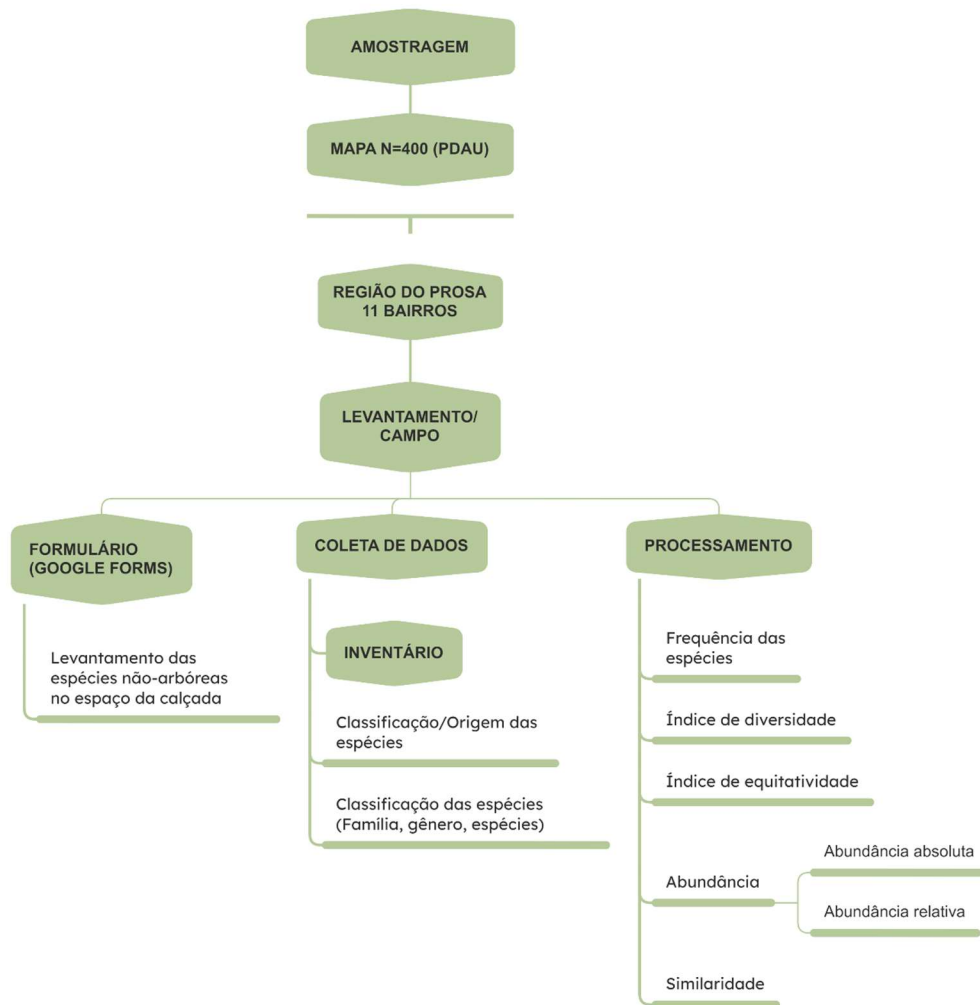 AMOSTRAGEM
MAPA N=400 (PDAU)
REGIÃO DO PROSA
11 BAIRROS
LEVANTAMENTO/
CAMPO
FORMULÁRIO
(GOOGLE FORMS)
Levantamento das
espécies não-arbóreas
no espaço da calçada
COLETA DE DADOS
INVENTÁRIO
Classificação/Origem das
espécies
Classificação das espécies
(Família, gênero, espécies)
PROCESSAMENTO
Frequência das
espécies
Índice de diversidade
Índice de equitatividade
Abundância
Abundância absoluta
Abundância relativa
Similaridade